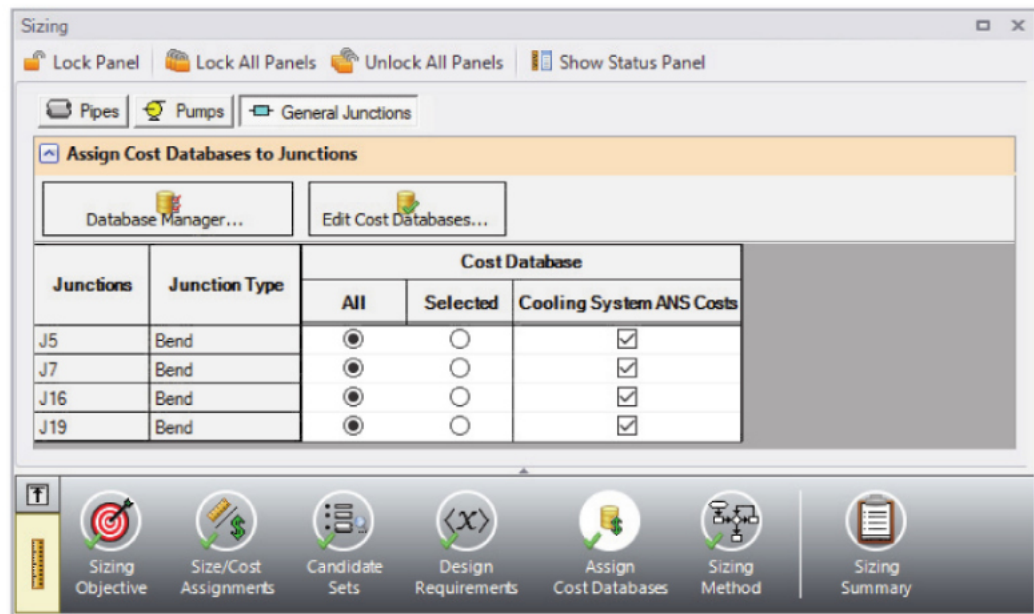 Sizing
Lock Panel Lock All Panels Unlock All Panels Show Status Panel
Pipes Pumps General Junctions
Assign Cost Databases to Junctions
Database Manager... Edit Cost Databases...
Junctions Junction Type Cost Database
All Selected Cooling System ANS Costs
J5 Bend
J7 Bend
J16 Bend
J19 Bend
Sizing Objective
Size/Cost Assignments
Candidate Sets
Design Requirements
Assign Cost Databases
Sizing Method
Sizing Summary